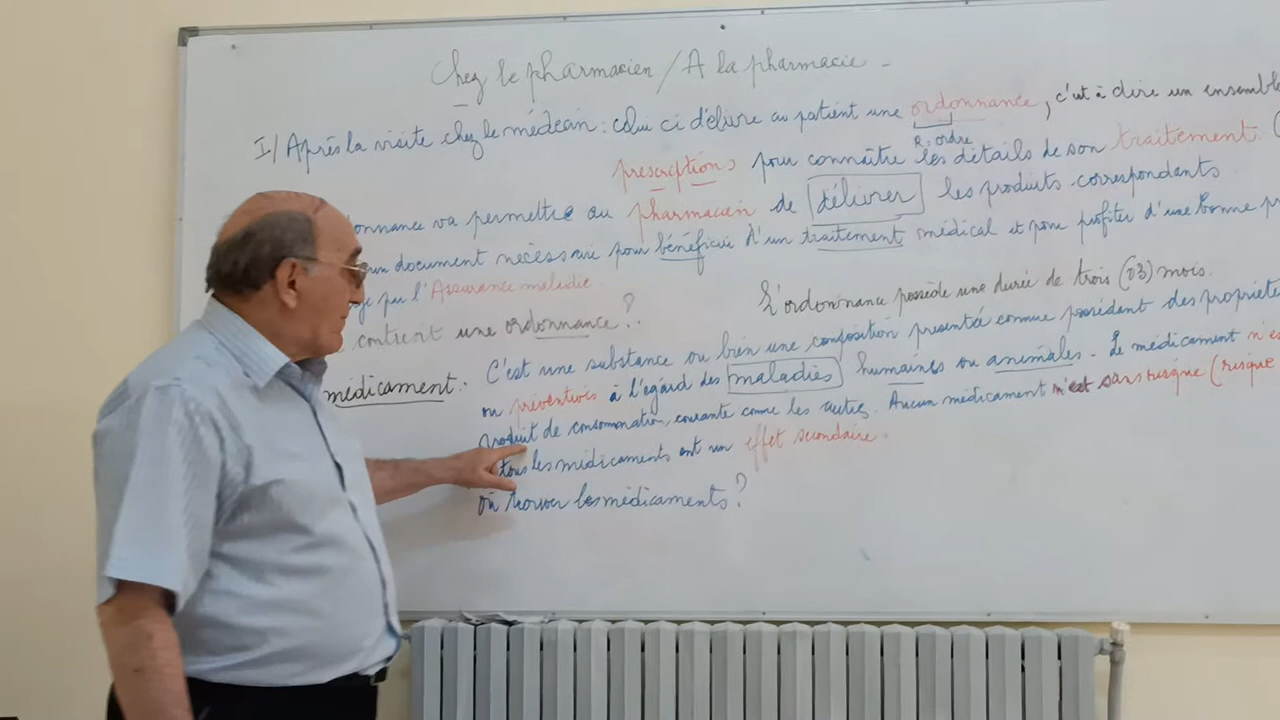 Chez le pharmacien / A la pharmacie -
I/ Après la visite chez le médecin : Celui ci délivre au patient une ordonnance, c'est à dire un ensemble
R = ordre
prescriptions pour connaître les détails de son traitement (
onnance va permettre au pharmacien de délivrer les produits correspondants
un document nécessaire pour bénéficier d'un traitement médical et pour profiter d'une bonne pr
par l'Assurance maladie.
L'ordonnance possède une durée de trois (03) mois.
contient une ordonnance ?
médicament : C'est une substance ou bien une composition présentée comme possédant des propriété
ou préventives à l'égard des maladies humaines ou animales. Le médicament n'es
produit de consommation courante comme les autres. Aucun médicament n'est sans risque (risque
tous les médicaments ont un effet secondaire.
où trouver les médicaments ?